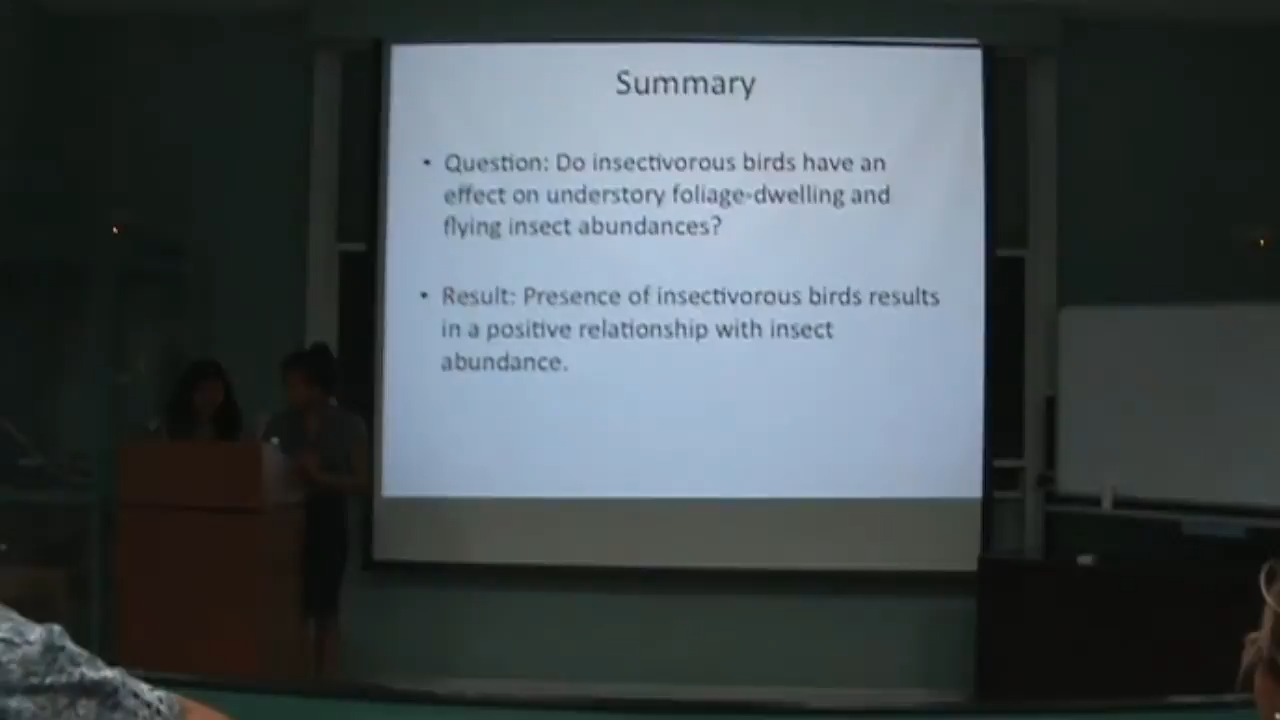 Summary
• Question: Do insectivorous birds have an
effect on understory foliage-dwelling and
flying insect abundances?
• Result: Presence of insectivorous birds results
in a positive relationship with insect
abundance.